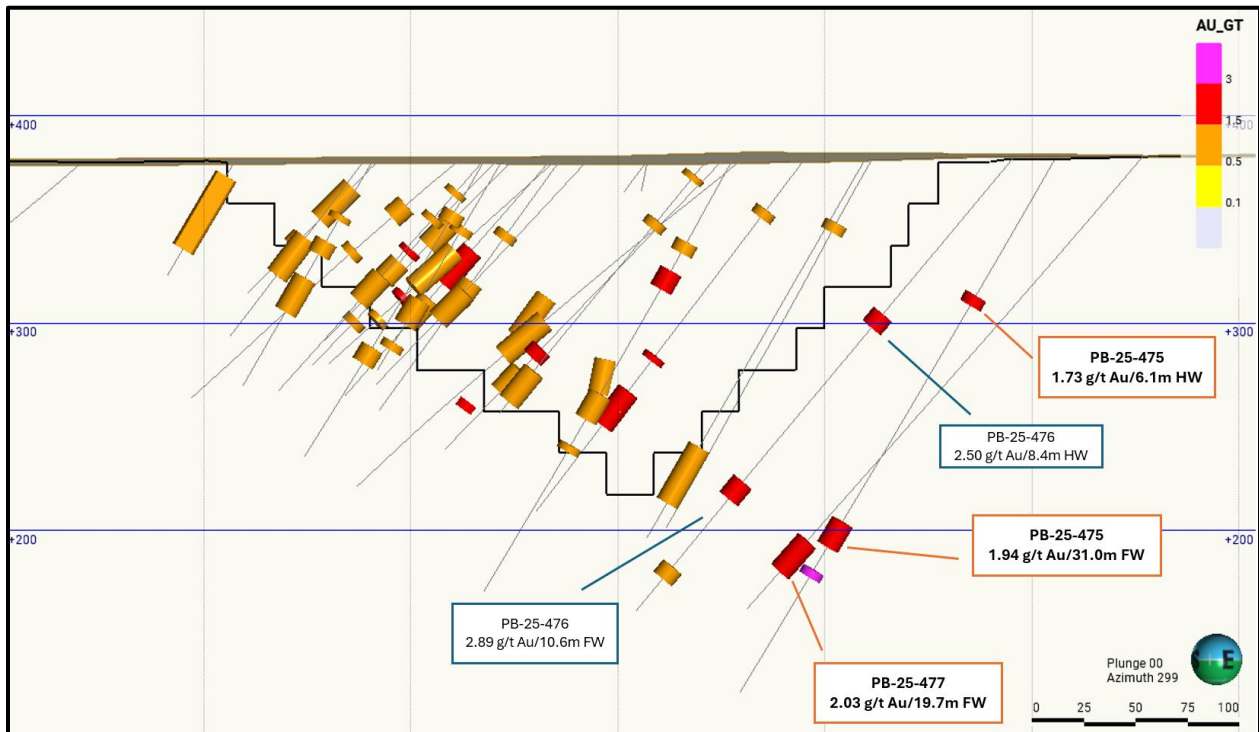 AU_GT
3
1.5
0.5
0.1
+400
+400
+300
+300
+200
+200
PB-25-475
1.73 g/t Au/6.1m HW
PB-25-476
2.50 g/t Au/8.4m HW
PB-25-475
1.94 g/t Au/31.0m FW
PB-25-476
2.89 g/t Au/10.6m FW
PB-25-477
2.03 g/t Au/19.7m FW
Plunge 00
Azimuth 299
S E
0 25 50 75 100